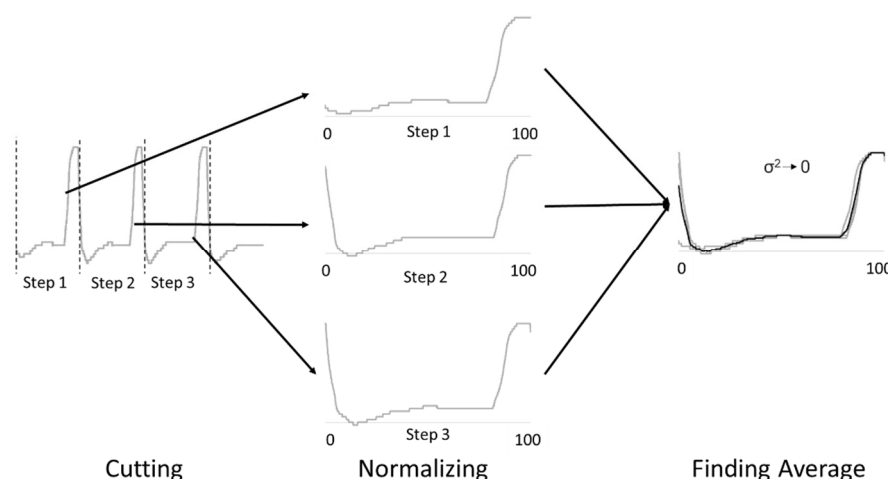 Step 1
0 100
σ²→ 0
Step 1 Step 2 Step 3
Step 2
0 100
0 100
Step 3
0 100
Cutting Normalizing Finding Average